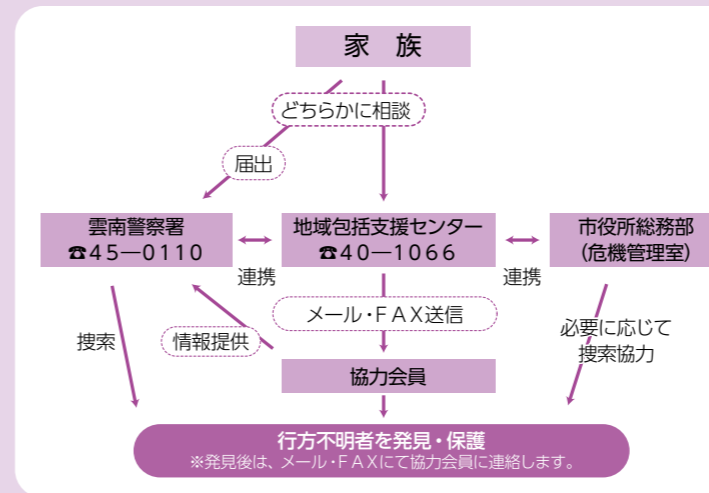 家　族
どちらかに相談
届出
雲南警察署
☎45―0110
地域包括支援センター
☎40―1066
市役所総務部
(危機管理室)
連携
連携
メール・FAX送信
捜索
情報提供
必要に応じて
捜索協力
協力会員
行方不明者を発見・保護
※発見後は、メール・FAXにて協力会員に連絡します。